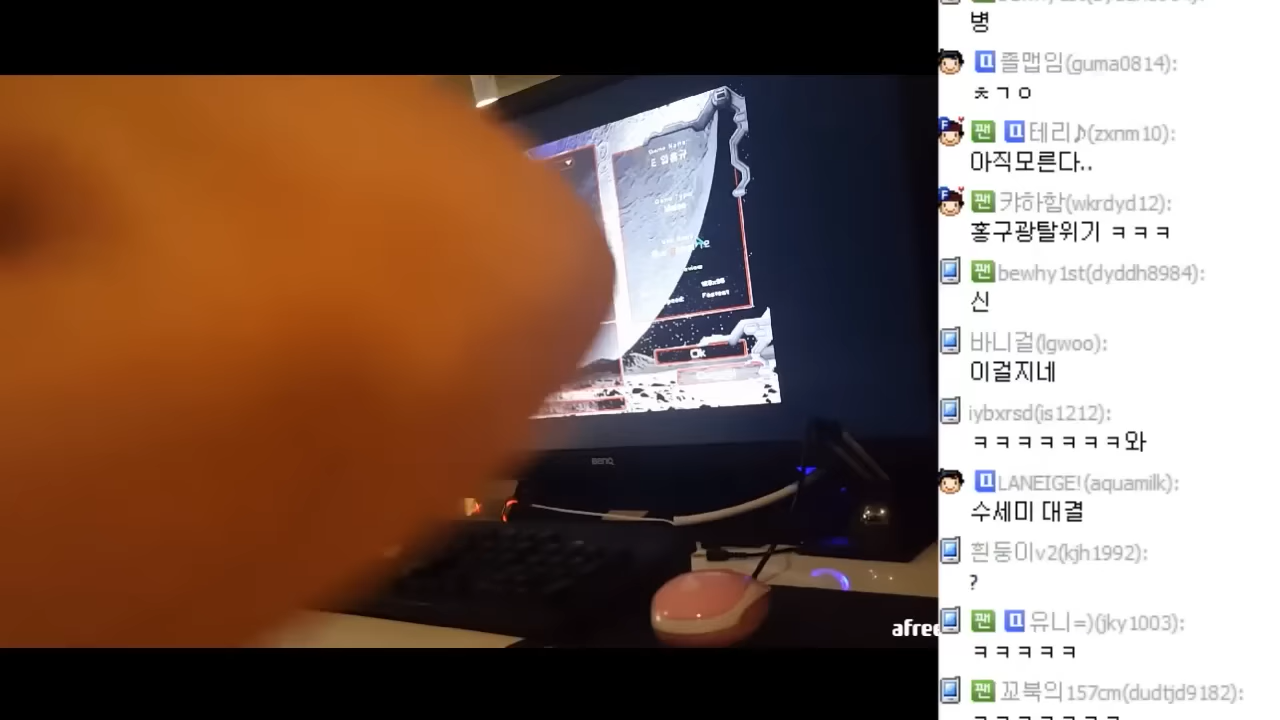 병
졸맵임(guma0814):
ㅊㄱㅇ
팬 테리♪(zxnm10):
아직모른다..
팬 캬하함(wkrdyd12):
홍구광탈위기 ㅋㅋㅋ
팬 bewhy1st(dyddh8984):
신
바니걸(lgwoo):
이걸지네
iybxrsd(is1212):
ㅋㅋㅋㅋㅋㅋㅋ와
LANEIGE!(aquamilk):
수세미 대결
흰둥이v2(kjh1992):
?
팬 유니=)(jky1003):
ㅋㅋㅋㅋㅋ
팬 꼬북의157cm(dudtjd9182):
Game Name
Fastest
Ok
BenQ
afree